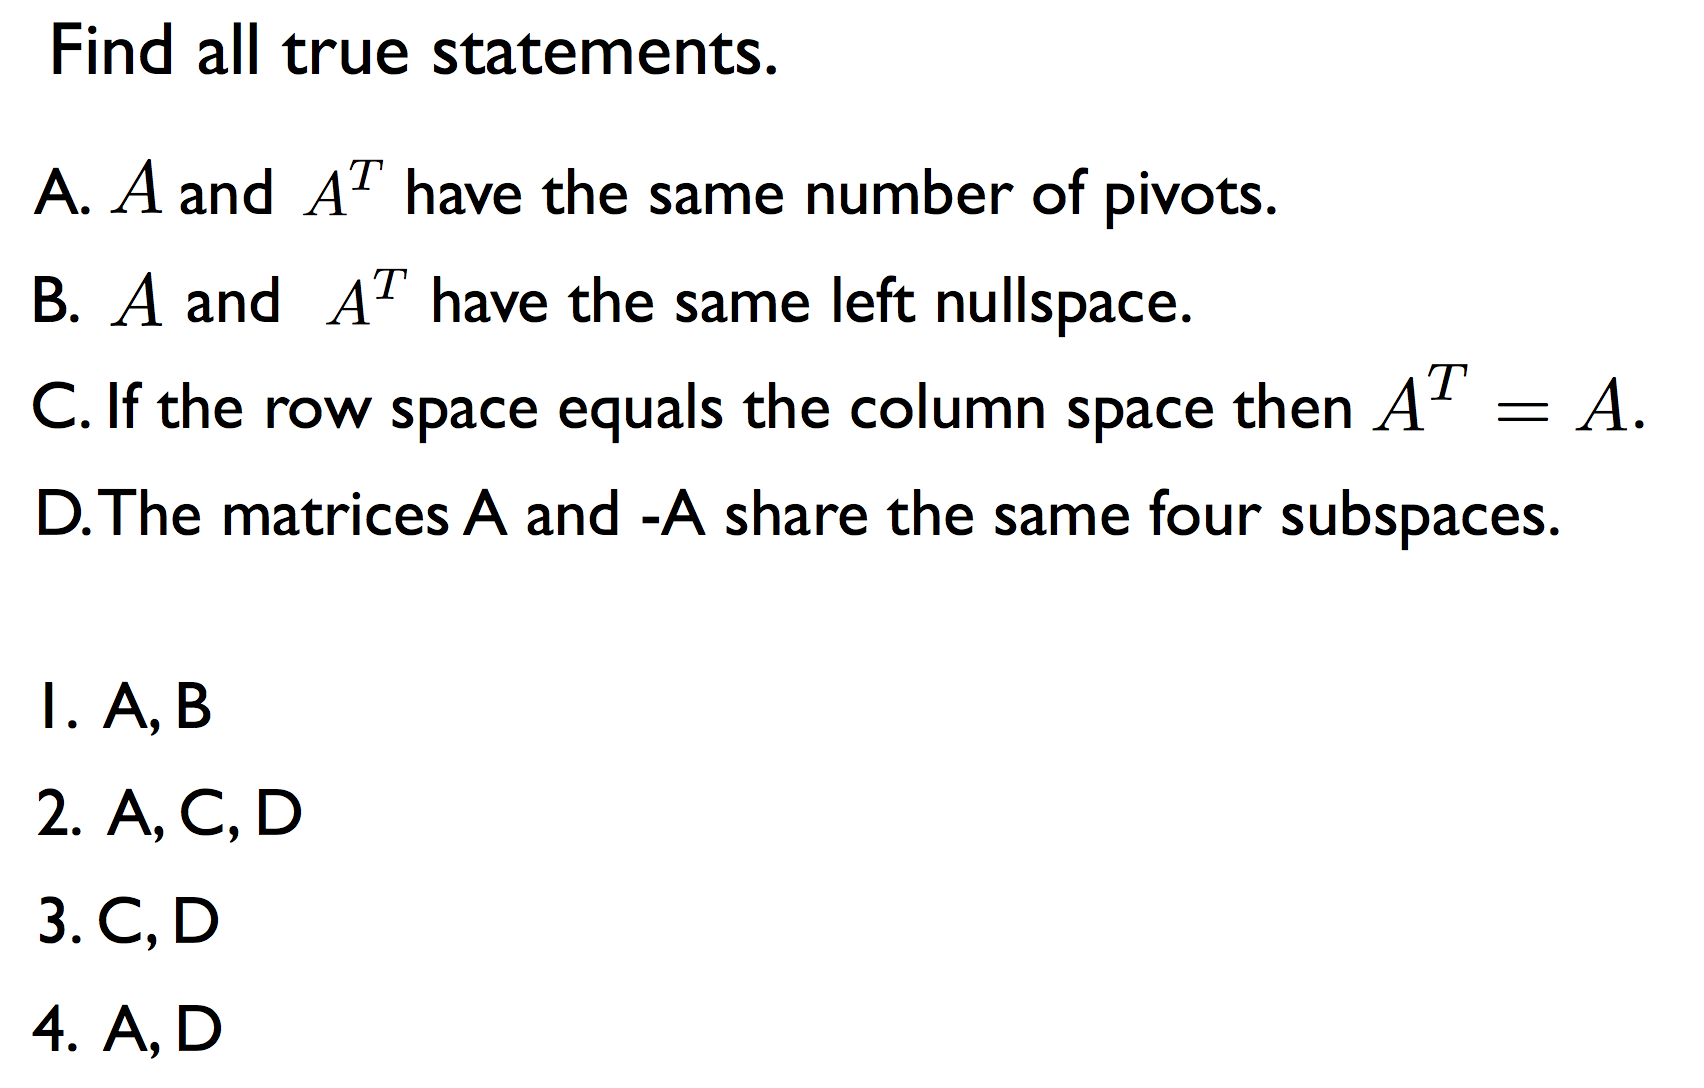 Find all true statements.
A. A and A^T have the same number of pivots.
B. A and A^T have the same left nullspace.
C. If the row space equals the column space then A^T = A.
D. The matrices A and -A share the same four subspaces.
1. A, B
2. A, C, D
3. C, D
4. A, D